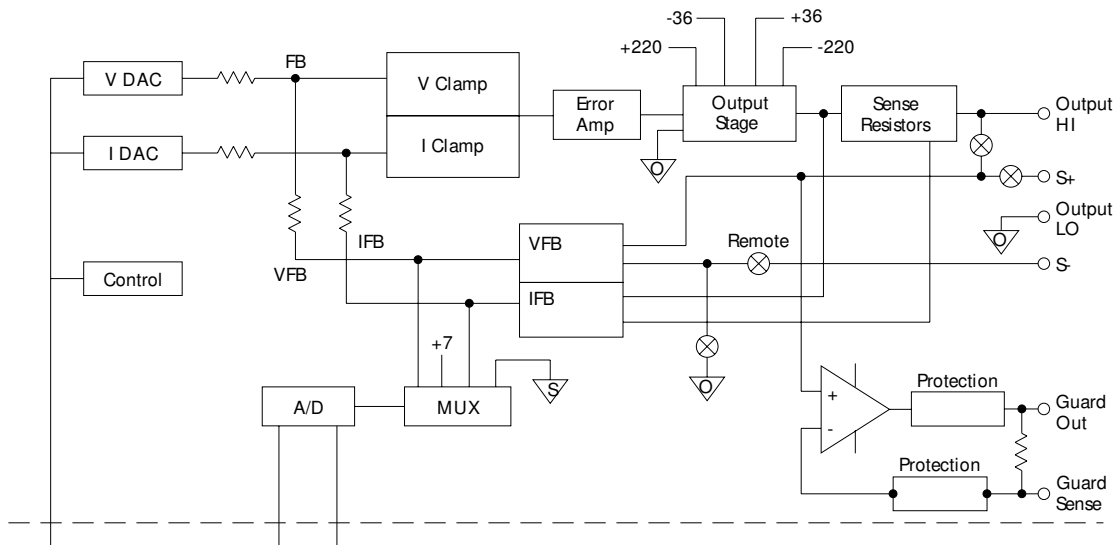 -36
+36
+220
-220
V DAC
FB
V Clamp
Error
Amp
Output
Stage
Sense
Resistors
Output
HI
I DAC
I Clamp
O
S+
Output
LO
O
IFB
VFB
Remote
VFB
S-
Control
IFB
+7
S
O
A/D
MUX
+
-
Protection
Guard
Out
Protection
Guard
Sense